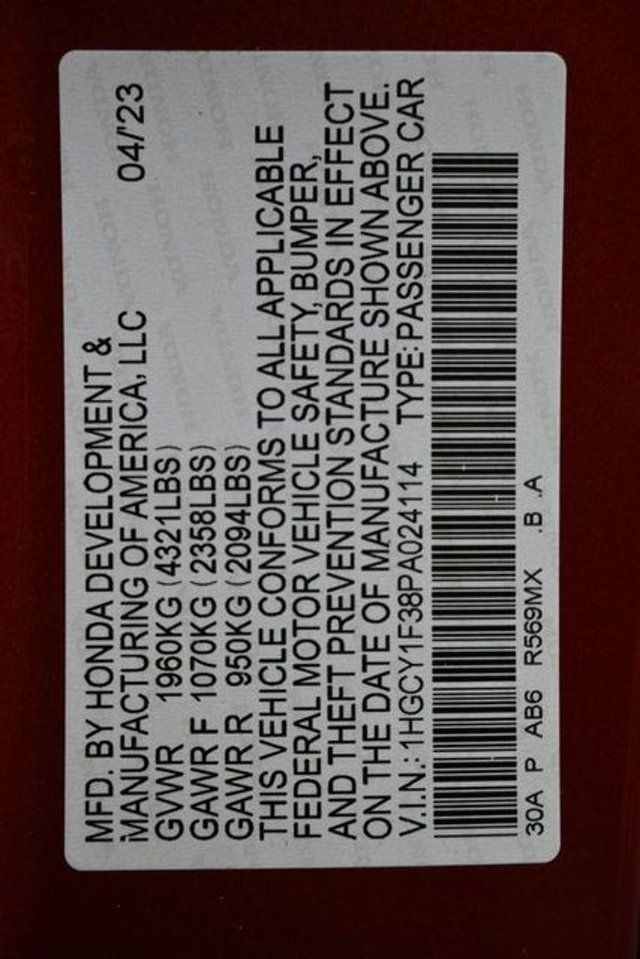 MFD. BY HONDA DEVELOPMENT &
MANUFACTURING OF AMERICA, LLC 04/'23
GVWR 1960KG (4321LBS)
GAWR F 1070KG (2358LBS)
GAWR R 950KG (2094LBS)
THIS VEHICLE CONFORMS TO ALL APPLICABLE
FEDERAL MOTOR VEHICLE SAFETY, BUMPER,
AND THEFT PREVENTION STANDARDS IN EFFECT
ON THE DATE OF MANUFACTURE SHOWN ABOVE.
V.I.N.: 1HGCY1F38PA024114 TYPE: PASSENGER CAR
30A P AB6 R569MX .B .A